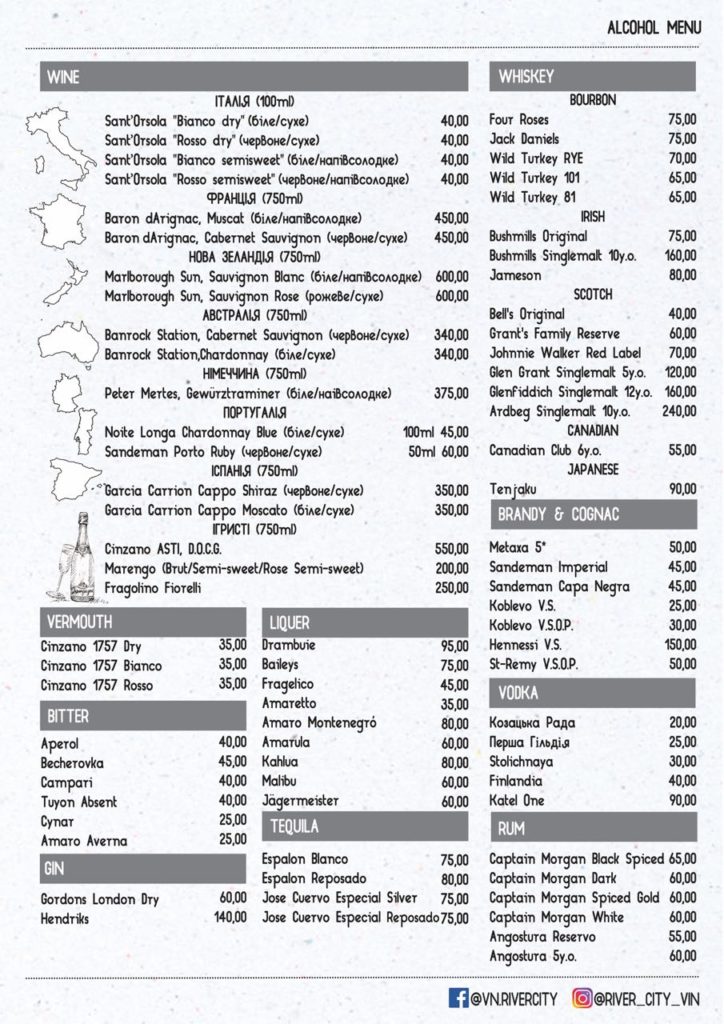 ALCOHOL MENU
WINE
ІТАЛІЯ (100ml)
Sant'Orsola "Bianco dry" (біле/сухе) 40,00
Sant'Orsola "Rosso dry" (червоне/сухе) 40,00
Sant'Orsola "Bianco semisweet" (біле/напівсолодке) 40,00
Sant'Orsola "Rosso semisweet" (червоне/напівсолодке) 40,00
ФРАНЦІЯ (750ml)
Baron dArignac, Muscat (біле/напівсолодке) 450,00
Baron dArignac, Cabernet Sauvignon (червоне/сухе) 450,00
НОВА ЗЕЛАНДІЯ (750ml)
Marlborough Sun, Sauvignon Blanc (біле/напівсолодке) 600,00
Marlborough Sun, Sauvignon Rose (рожеве/сухе) 600,00
АВСТРАЛІЯ (750ml)
Banrock Station, Cabernet Sauvignon (червоне/сухе) 340,00
Banrock Station,Chardonnay (біле/сухе) 340,00
НІМЕЧЧИНА (750ml)
Peter Mertes, Gewürztraminer (біле/наівсолодке) 375,00
ПОРТУГАЛІЯ
Noite Longa Chardonnay Blue (біле/сухе) 100ml 45,00
Sandeman Porto Ruby (червоне/сухе) 50ml 60,00
ІСПАНІЯ (750ml)
Garcia Carrion Cappo Shiraz (червоне/сухе) 350,00
Garcia Carrion Cappo Moscato (біле/сухе) 350,00
ІГРИСТІ (750ml)
Cinzano ASTI, D.O.C.G. 550,00
Marengo (Brut/Semi-sweet/Rose Semi-sweet) 200,00
Fragolino Fiorelli 250,00
VERMOUTH
Cinzano 1757 Dry 35,00
Cinzano 1757 Bianco 35,00
Cinzano 1757 Rosso 35,00
BITTER
Aperol 40,00
Becherovka 45,00
Campari 40,00
Tuyon Absent 40,00
Cynar 25,00
Amaro Averna 25,00
GIN
Gordons London Dry 60,00
Hendriks 140,00
LIQUER
Drambuie 95,00
Baileys 75,00
Fragelico 45,00
Amaretto 35,00
Amaro Montenegró 80,00
Amarula 60,00
Kahlua 80,00
Malibu 60,00
Jägermeister 60,00
TEQUILA
Espalon Blanco 75,00
Espalon Reposado 80,00
Jose Cuervo Especial Silver 75,00
Jose Cuervo Especial Reposado 75,00
WHISKEY
BOURBON
Four Roses 75,00
Jack Daniels 75,00
Wild Turkey RYE 70,00
Wild Turkey 101 65,00
Wild Turkey 81 65,00
IRISH
Bushmills Original 75,00
Bushmills Singlemalt 10y.o. 160,00
Jameson 80,00
SCOTCH
Bell's Original 40,00
Grant's Family Reserve 60,00
Johnnie Walker Red Label 70,00
Glen Grant Singlemalt 5y.o. 120,00
Glenfiddich Singlemalt 12y.o. 160,00
Ardbeg Singlemalt 10y.o. 240,00
CANADIAN
Canadian Club 6y.o. 55,00
JAPANESE
Tenjaku 90,00
BRANDY & COGNAC
Metaxa 5* 50,00
Sandeman Imperial 45,00
Sandeman Capa Negra 45,00
Koblevo V.S. 25,00
Koblevo V.S.O.P. 30,00
Hennessi V.S. 150,00
St-Remy V.S.O.P. 50,00
VODKA
Козацька Рада 20,00
Перша Гільдія 25,00
Stolichnaya 30,00
Finlandia 40,00
Katel One 90,00
RUM
Captain Morgan Black Spiced 65,00
Captain Morgan Dark 60,00
Captain Morgan Spiced Gold 60,00
Captain Morgan White 60,00
Angostura Reservo 55,00
Angostura 5y.o. 60,00
@VN.RIVERCITY @RIVER_CITY_VIN